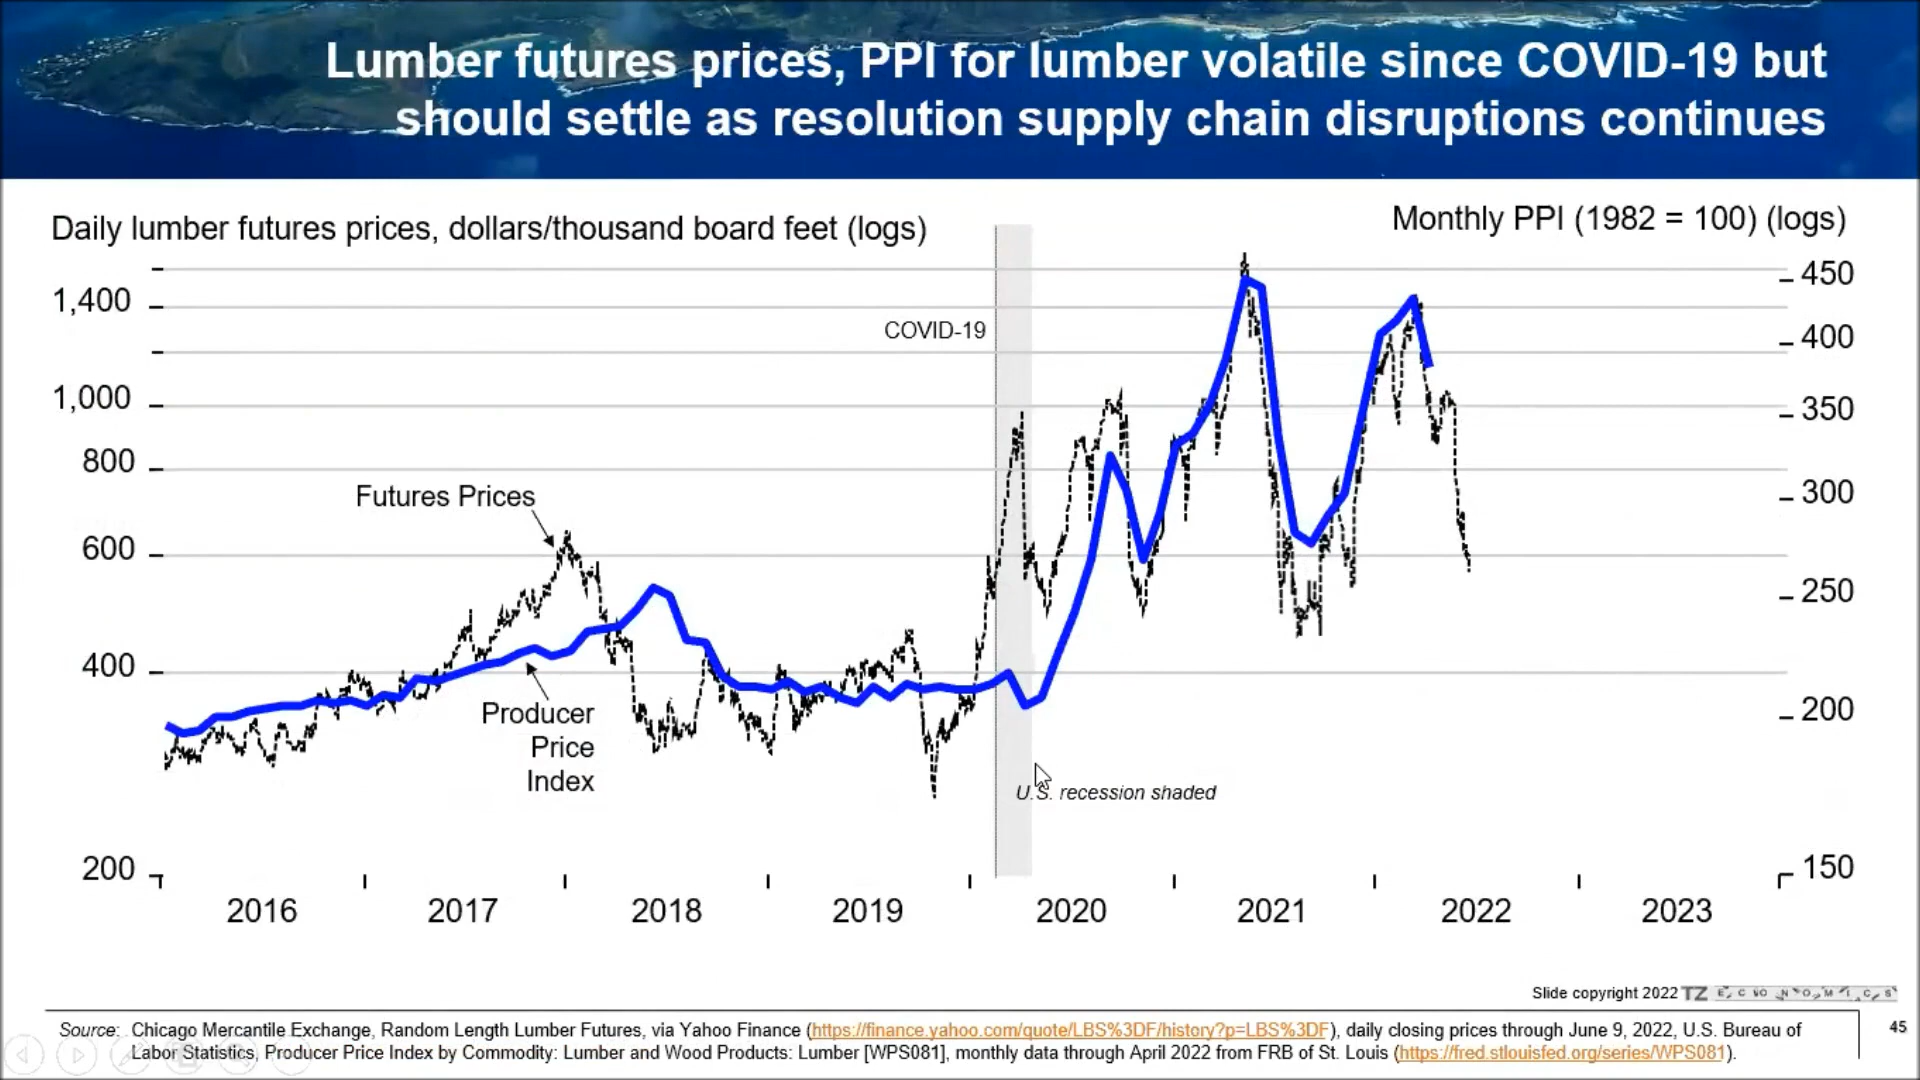 Lumber futures prices, PPI for lumber volatile since COVID-19 but
should settle as resolution supply chain disruptions continues
Daily lumber futures prices, dollars/thousand board feet (logs)
Monthly PPI (1982 = 100) (logs)
1,400
1,000
800
600
400
200
450
400
350
300
250
200
150
COVID-19
Futures Prices
Producer
Price
Index
U.S. recession shaded
2016
2017
2018
2019
2020
2021
2022
2023
Slide copyright 2022 TZ ECONOMICS
Source: Chicago Mercantile Exchange, Random Length Lumber Futures, via Yahoo Finance (https://finance.yahoo.com/quote/LBS%3DF/history?p=LBS%3DF), daily closing prices through June 9, 2022, U.S. Bureau of
Labor Statistics, Producer Price Index by Commodity: Lumber and Wood Products: Lumber [WPS081], monthly data through April 2022 from FRB of St. Louis (https://fred.stlouisfed.org/series/WPS081).
45